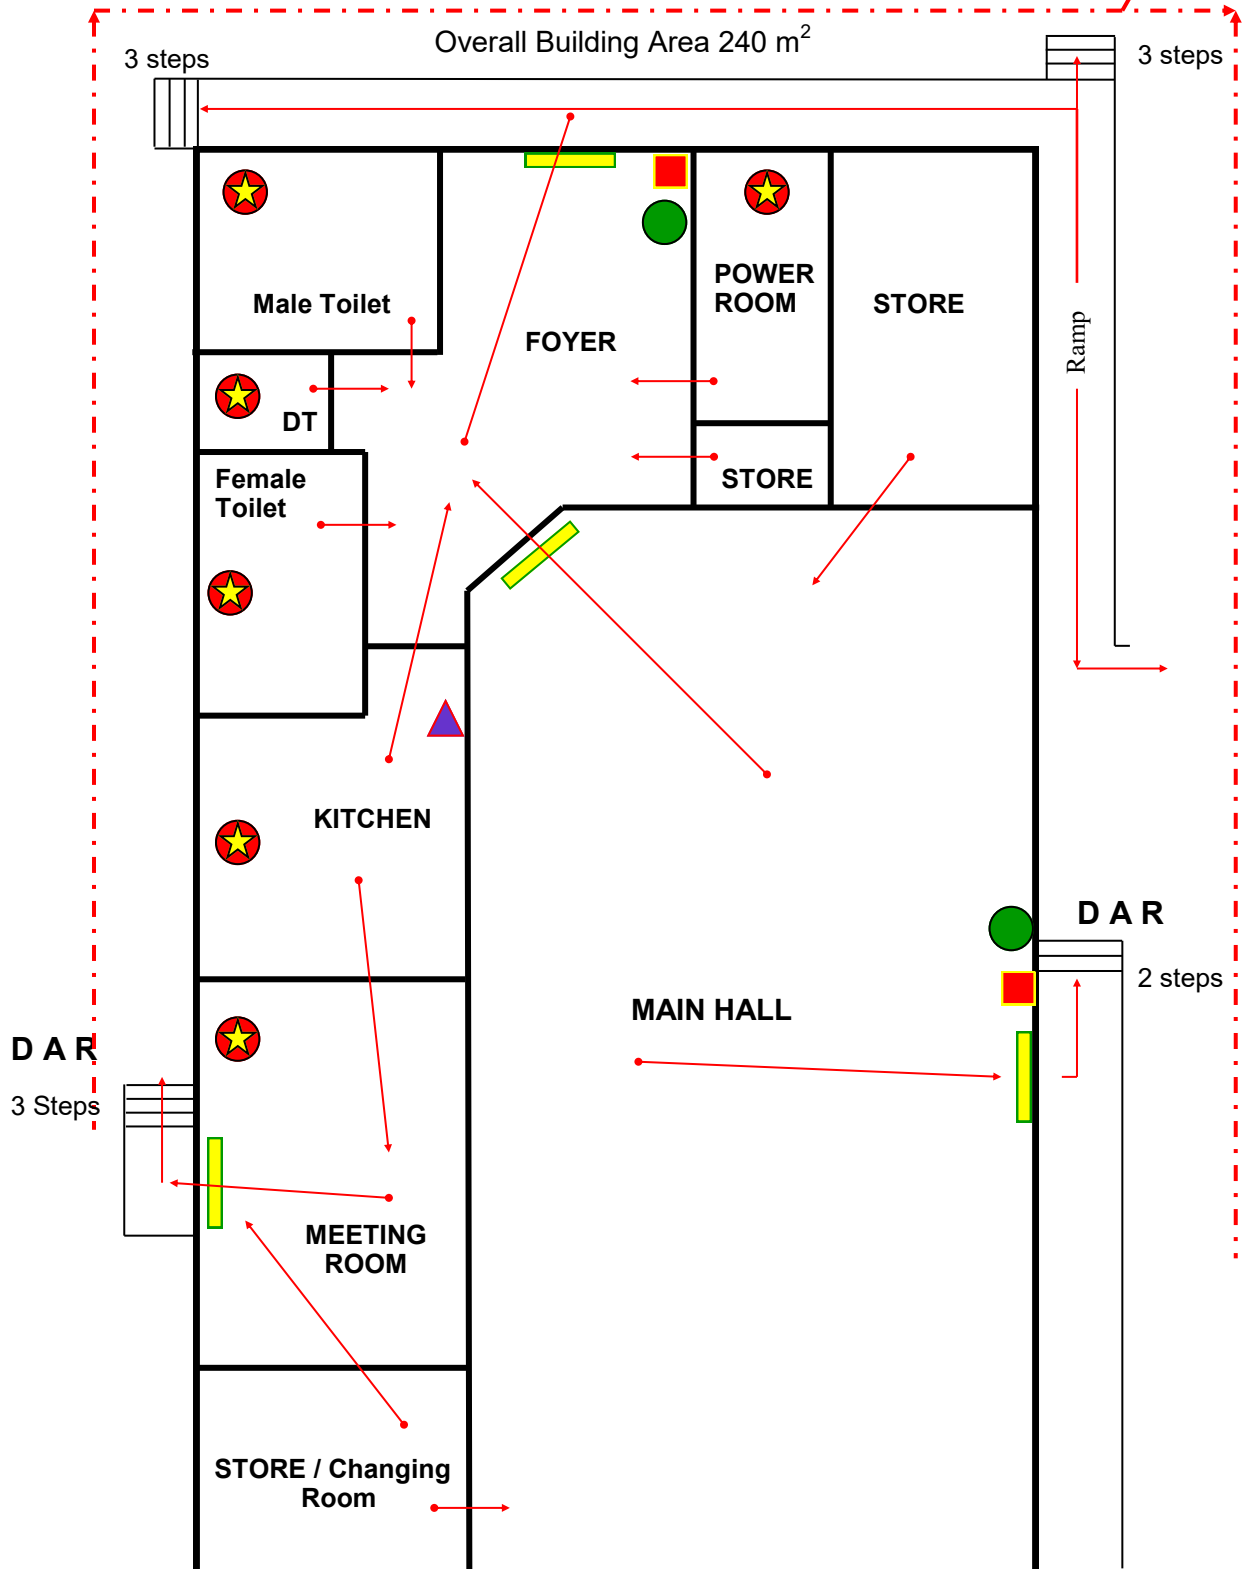 Overall Building Area 240 m²
3 steps
3 steps
POWER
ROOM
STORE
Male Toilet
FOYER
Ramp
DT
Female
Toilet
STORE
KITCHEN
D A R
2 steps
MAIN HALL
D A R
3 Steps
MEETING
ROOM
STORE / Changing
Room